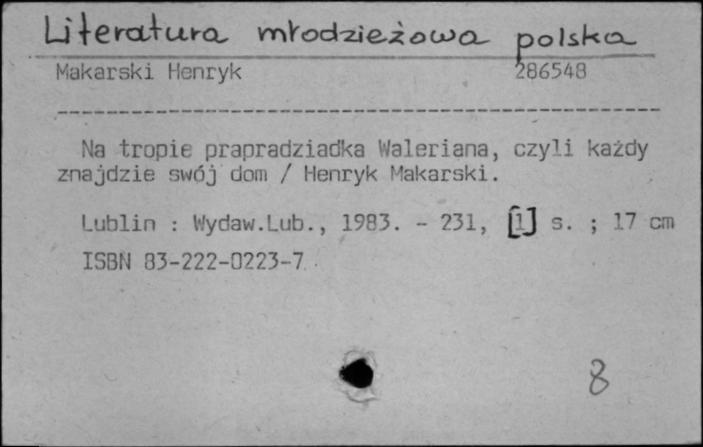 Literatura młodzieżowa polska
Makarski Henryk 286548
Na tropie prapradziadka Waleriana, czyli każdy
znajdzie swój dom / Henryk Makarski.
Lublin : Wydaw.Lub., 1983. - 231, [1] s. ; 17 cm
ISBN 83-222-0223-7
8